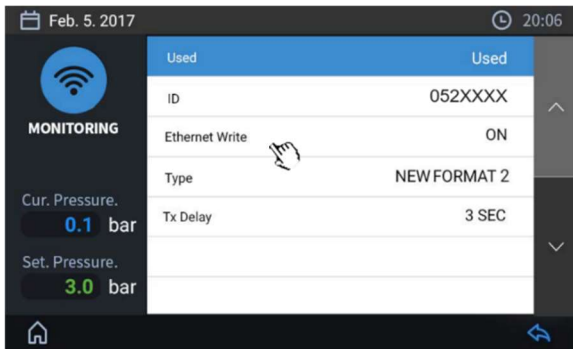 Feb. 5. 2017 20:06
MONITORING
Cur. Pressure.
0.1 bar
Set. Pressure.
3.0 bar
Used Used
ID 052XXXX
Ethernet Write ON
Type NEW FORMAT 2
Tx Delay 3 SEC